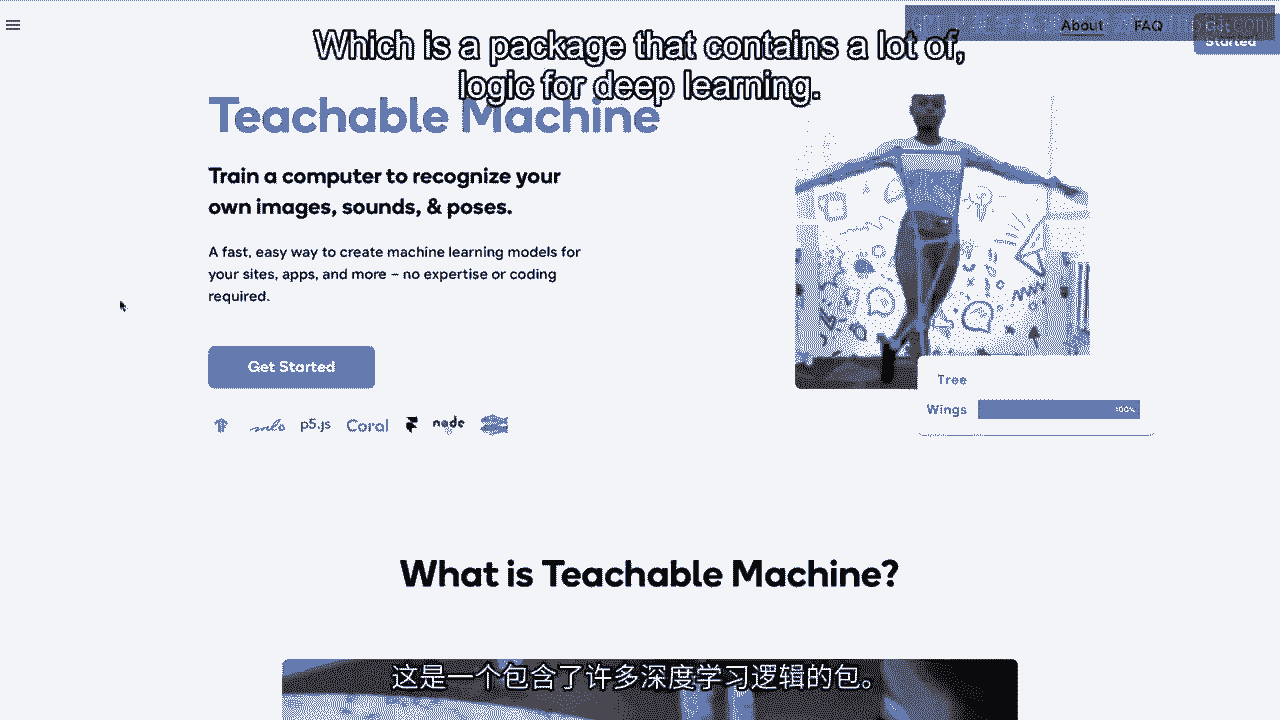 Which is a package that contains a lot of,
logic for deep learning.
About
FAQ
Started
Teachable Machine
Train a computer to recognize your
own images, sounds, & poses.
A fast, easy way to create machine learning models for
your sites, apps, and more – no expertise or coding
required.
Get Started
p5.js
Coral
node
Tree
Wings
100%
What is Teachable Machine?
这是一个包含了许多深度学习逻辑的包。